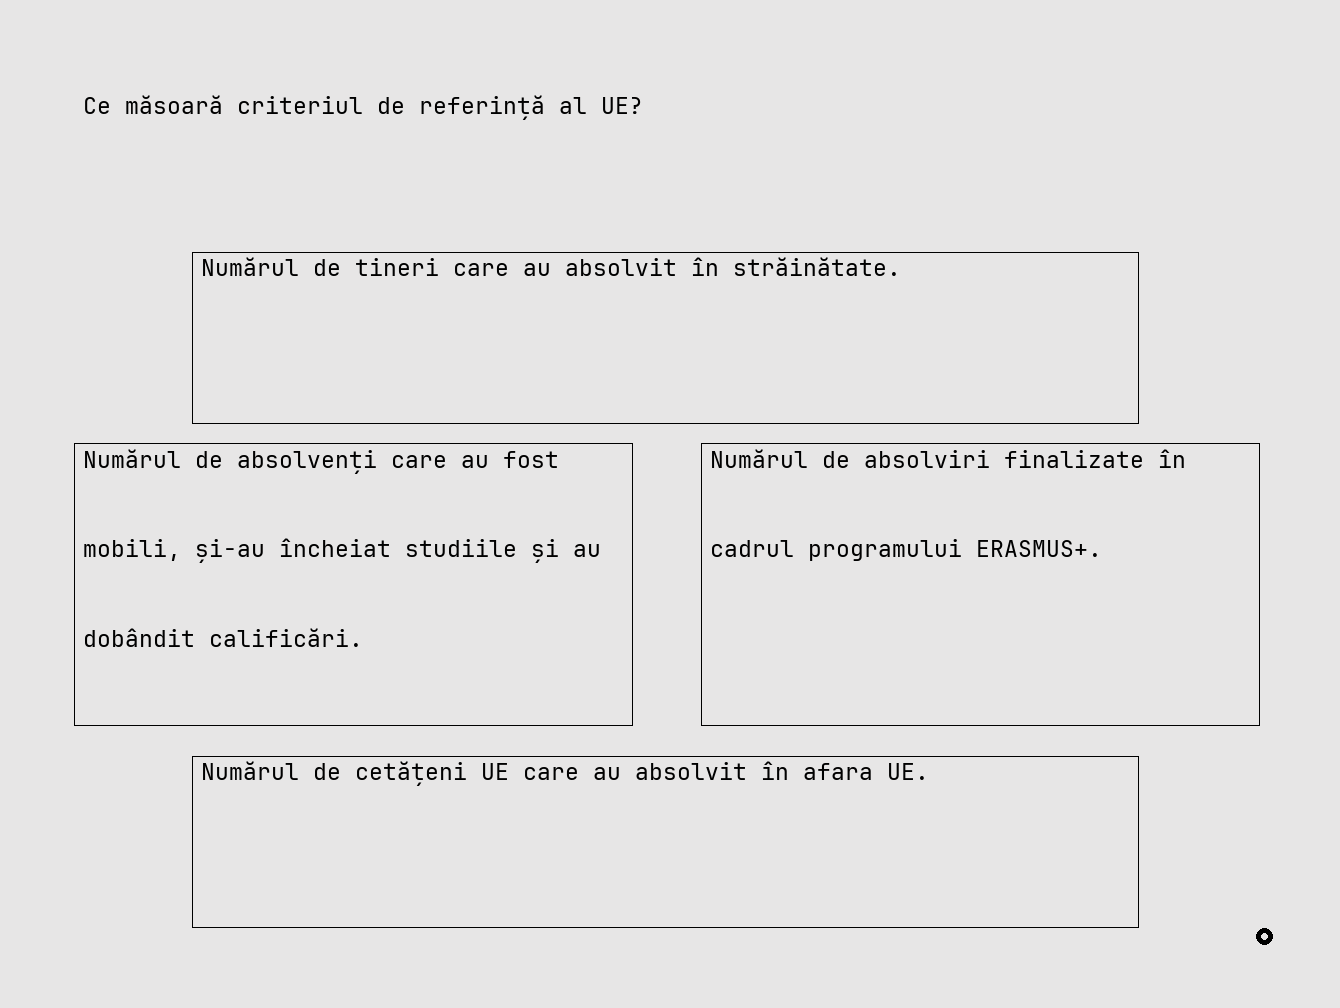 Ce măsoară criteriul de referință al UE?
Numărul de tineri care au absolvit în străinătate.
Numărul de absolvenți care au fost
mobili, și-au încheiat studiile și au
dobândit calificări.
Numărul de absolviri finalizate în
cadrul programului ERASMUS+.
Numărul de cetățeni UE care au absolvit în afara UE.